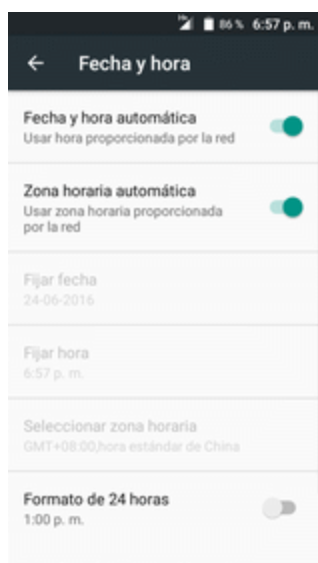 86 % 6:57 p. m.
Fecha y hora
Fecha y hora automática
Usar hora proporcionada por la red
Zona horaria automática
Usar zona horaria proporcionada
por la red
Fijar fecha
24-06-2016
Fijar hora
6:57 p. m.
Seleccionar zona horaria
GMT+08:00,hora estándar de China
Formato de 24 horas
1:00 p. m.